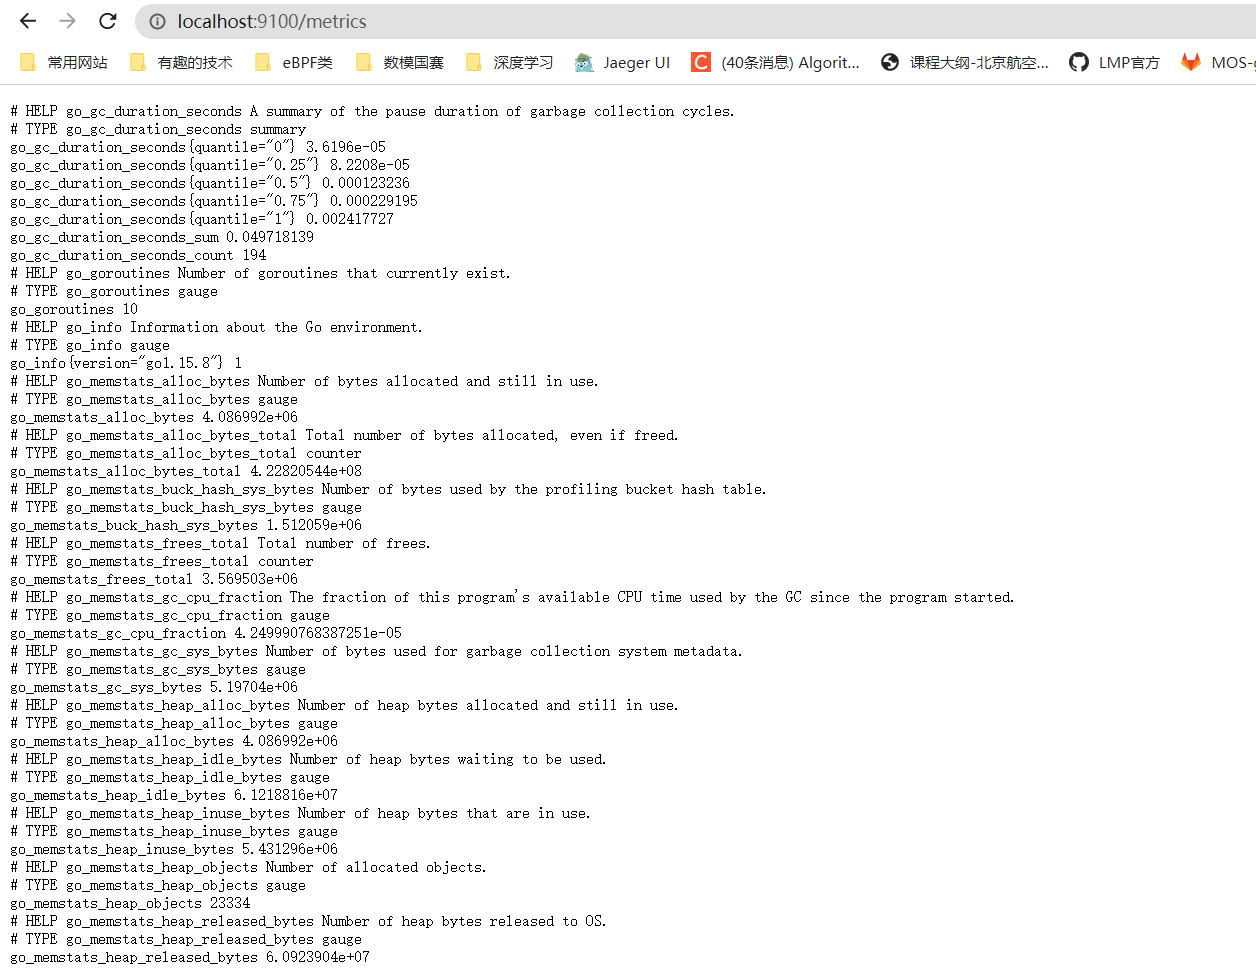 localhost:9100/metrics
常用网站 有趣的技术 eBPF类 数模国赛 深度学习 Jaeger UI (40条消息) Algorit... 课程大纲-北京航空... LMP官方 MOS-
# HELP go_gc_duration_seconds A summary of the pause duration of garbage collection cycles.
# TYPE go_gc_duration_seconds summary
go_gc_duration_seconds{quantile="0"} 3.6196e-05
go_gc_duration_seconds{quantile="0.25"} 8.2208e-05
go_gc_duration_seconds{quantile="0.5"} 0.000123236
go_gc_duration_seconds{quantile="0.75"} 0.000229195
go_gc_duration_seconds{quantile="1"} 0.002417727
go_gc_duration_seconds_sum 0.049718139
go_gc_duration_seconds_count 194
# HELP go_goroutines Number of goroutines that currently exist.
# TYPE go_goroutines gauge
go_goroutines 10
# HELP go_info Information about the Go environment.
# TYPE go_info gauge
go_info{version="go1.15.8"} 1
# HELP go_memstats_alloc_bytes Number of bytes allocated and still in use.
# TYPE go_memstats_alloc_bytes gauge
go_memstats_alloc_bytes 4.086992e+06
# HELP go_memstats_alloc_bytes_total Total number of bytes allocated, even if freed.
# TYPE go_memstats_alloc_bytes_total counter
go_memstats_alloc_bytes_total 4.22820544e+08
# HELP go_memstats_buck_hash_sys_bytes Number of bytes used by the profiling bucket hash table.
# TYPE go_memstats_buck_hash_sys_bytes gauge
go_memstats_buck_hash_sys_bytes 1.512059e+06
# HELP go_memstats_frees_total Total number of frees.
# TYPE go_memstats_frees_total counter
go_memstats_frees_total 3.569503e+06
# HELP go_memstats_gc_cpu_fraction The fraction of this program's available CPU time used by the GC since the program started.
# TYPE go_memstats_gc_cpu_fraction gauge
go_memstats_gc_cpu_fraction 4.249990768387251e-05
# HELP go_memstats_gc_sys_bytes Number of bytes used for garbage collection system metadata.
# TYPE go_memstats_gc_sys_bytes gauge
go_memstats_gc_sys_bytes 5.19704e+06
# HELP go_memstats_heap_alloc_bytes Number of heap bytes allocated and still in use.
# TYPE go_memstats_heap_alloc_bytes gauge
go_memstats_heap_alloc_bytes 4.086992e+06
# HELP go_memstats_heap_idle_bytes Number of heap bytes waiting to be used.
# TYPE go_memstats_heap_idle_bytes gauge
go_memstats_heap_idle_bytes 6.1218816e+07
# HELP go_memstats_heap_inuse_bytes Number of heap bytes that are in use.
# TYPE go_memstats_heap_inuse_bytes gauge
go_memstats_heap_inuse_bytes 5.431296e+06
# HELP go_memstats_heap_objects Number of allocated objects.
# TYPE go_memstats_heap_objects gauge
go_memstats_heap_objects 23334
# HELP go_memstats_heap_released_bytes Number of heap bytes released to OS.
# TYPE go_memstats_heap_released_bytes gauge
go_memstats_heap_released_bytes 6.0923904e+07